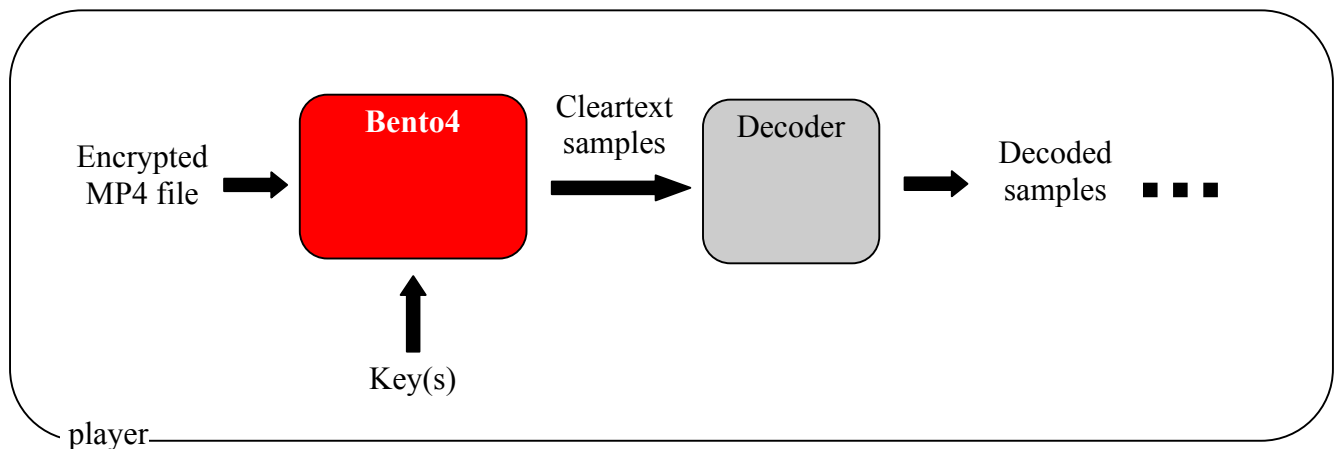 Bento4
Cleartext
samples
Decoder
Encrypted
MP4 file
Decoded
samples
Key(s)
player